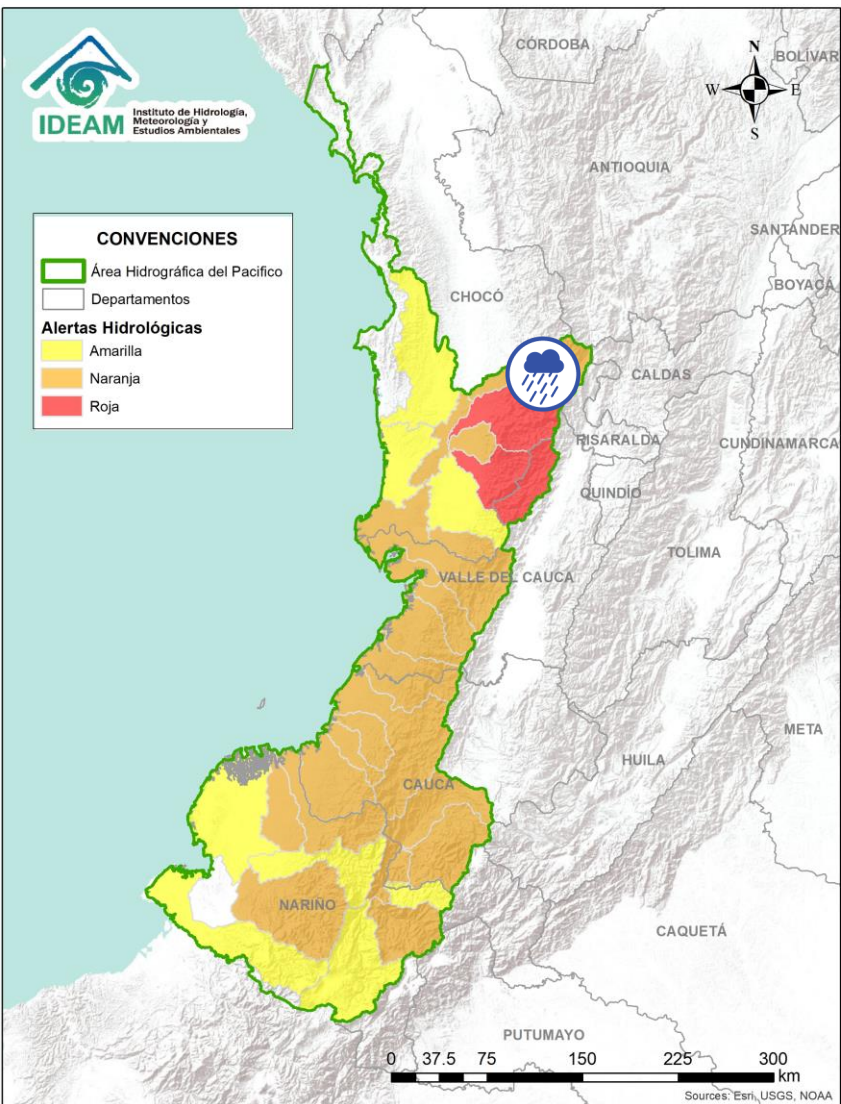 IDEAM
Instituto de Hidrología,
Meteorología y
Estudios Ambientales
N
W
E
S
CONVENCIONES
Área Hidrográfica del Pacifico
Departamentos
Alertas Hidrológicas
Amarilla
Naranja
Roja
CÓRDOBA
BOLÍVAR
ANTIOQUIA
SANTANDER
BOYACÁ
CHOCÓ
CALDAS
RISARALDA
CUNDINAMARCA
QUINDÍO
TOLIMA
VALLE DEL CAUCA
META
HUILA
CAUCA
NARIÑO
CAQUETÁ
PUTUMAYO
0 37.5 75 150 225 300
km
Sources: Esri, USGS, NOAA